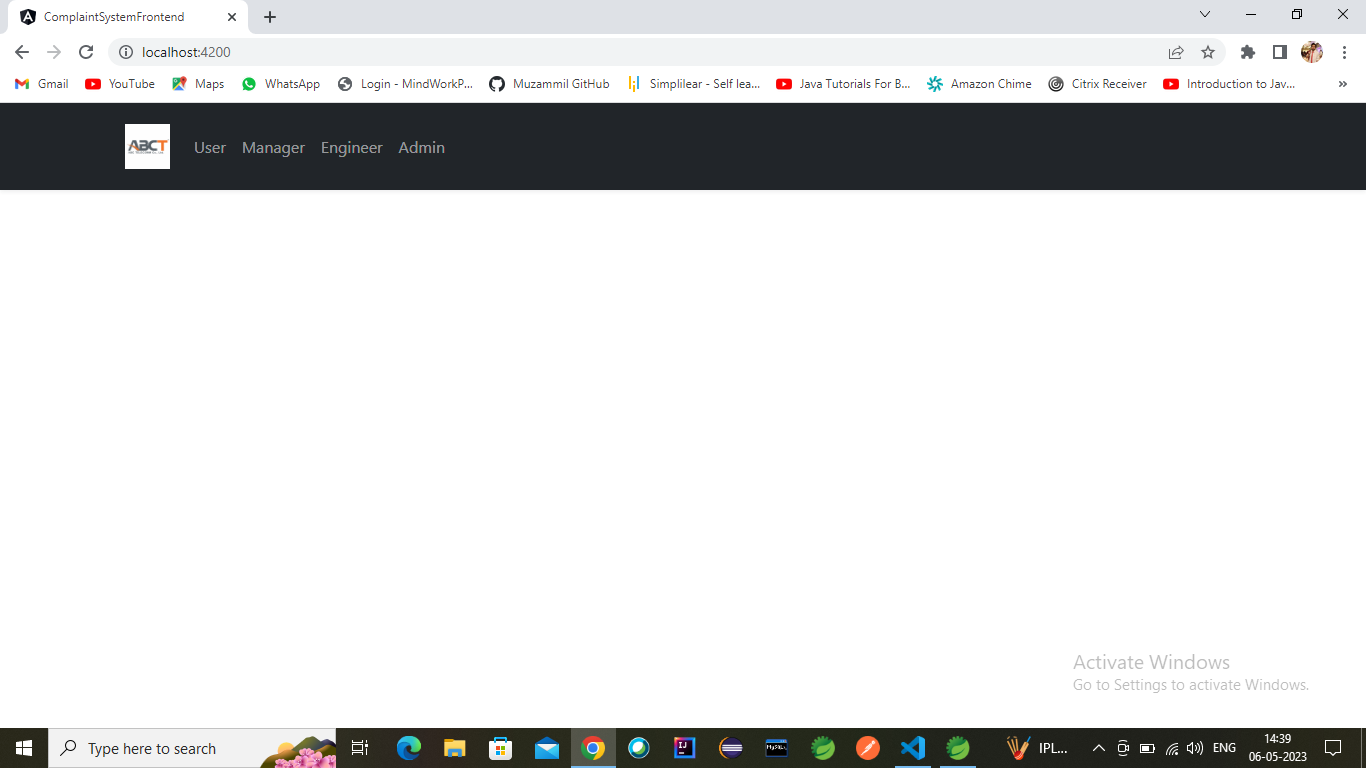 ComplaintSystemFrontend
localhost:4200
Gmail YouTube Maps WhatsApp Login - MindWorkP... Muzammil GitHub Simplilear - Self lea... Java Tutorials For B... Amazon Chime Citrix Receiver Introduction to Jav... »
ABCT User Manager Engineer Admin
Activate Windows
Go to Settings to activate Windows.
Type here to search
IJ
MySQL
IPL...
ENG
14:39
06-05-2023